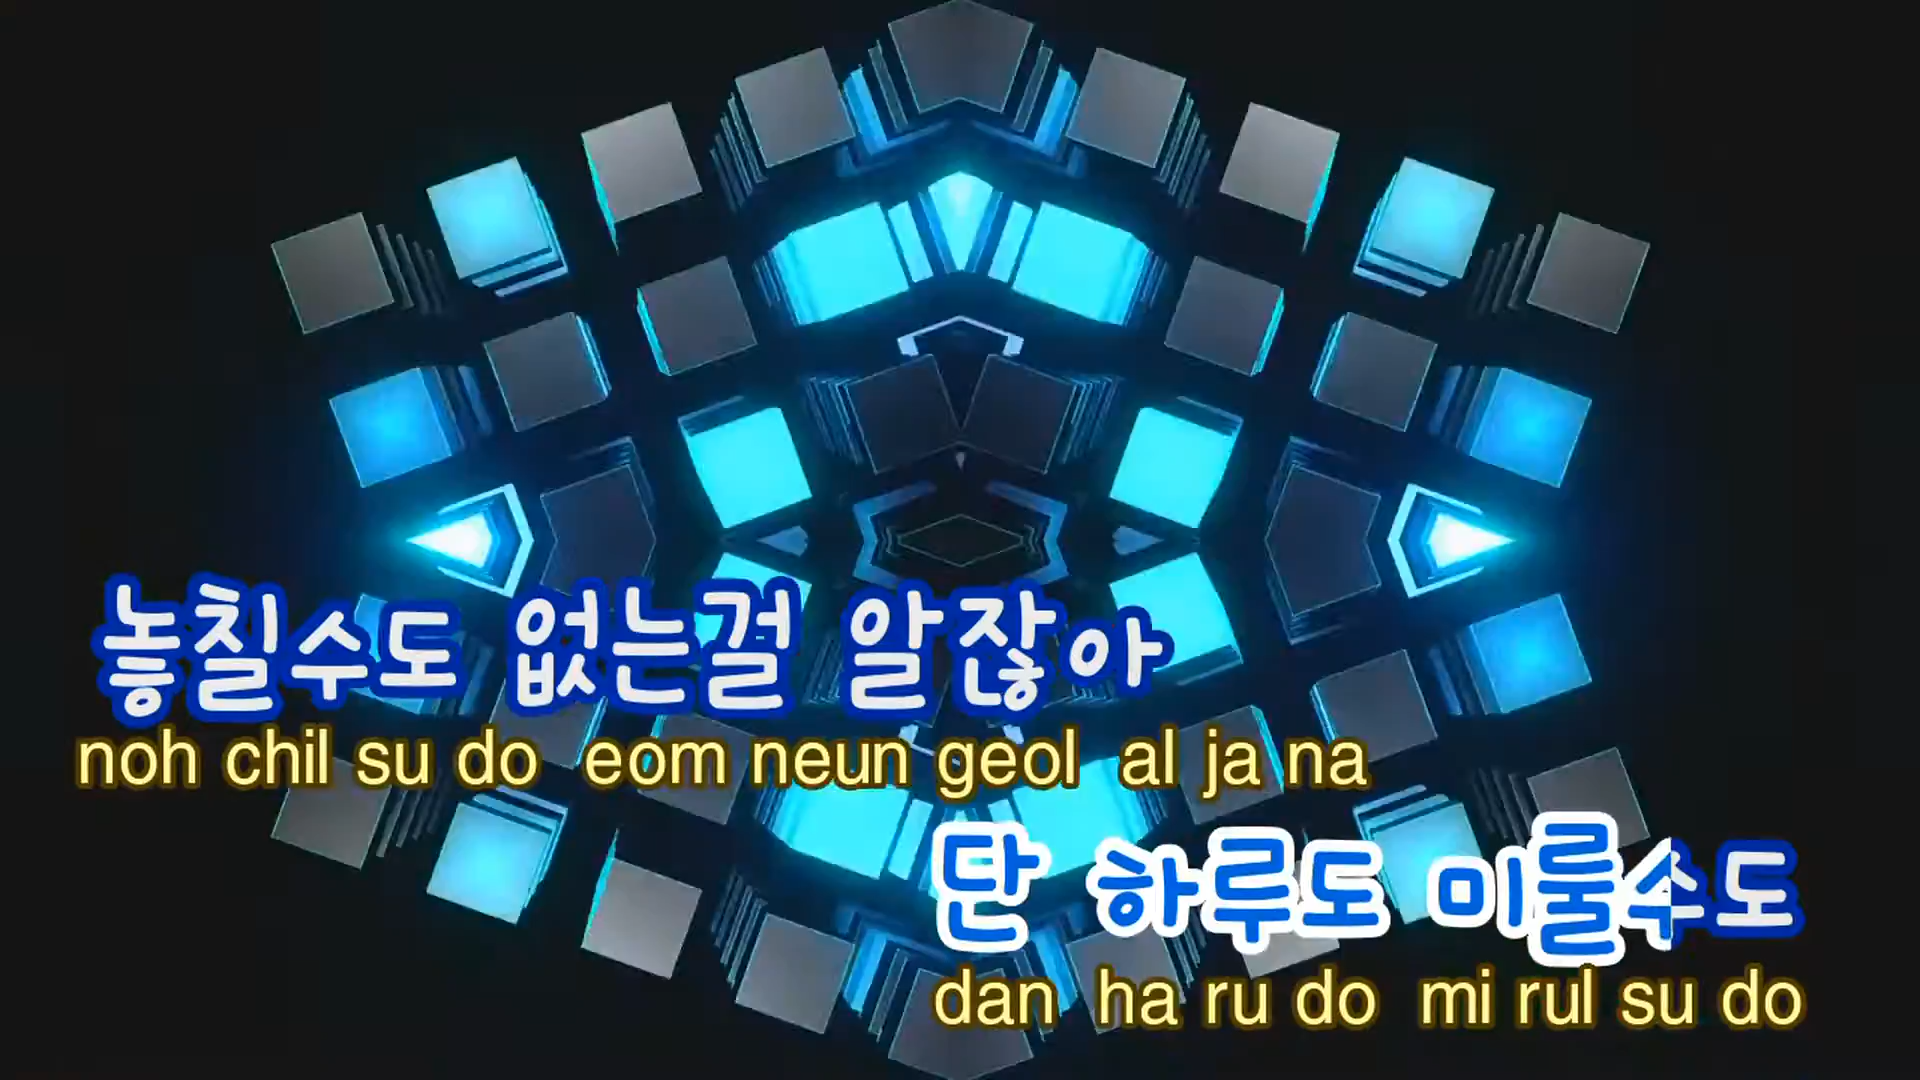 놓칠수도 없는걸 알잖아
noh chil su do eom neun geol al ja na
단 하루도 미룰수도
dan ha ru do mi rul su do